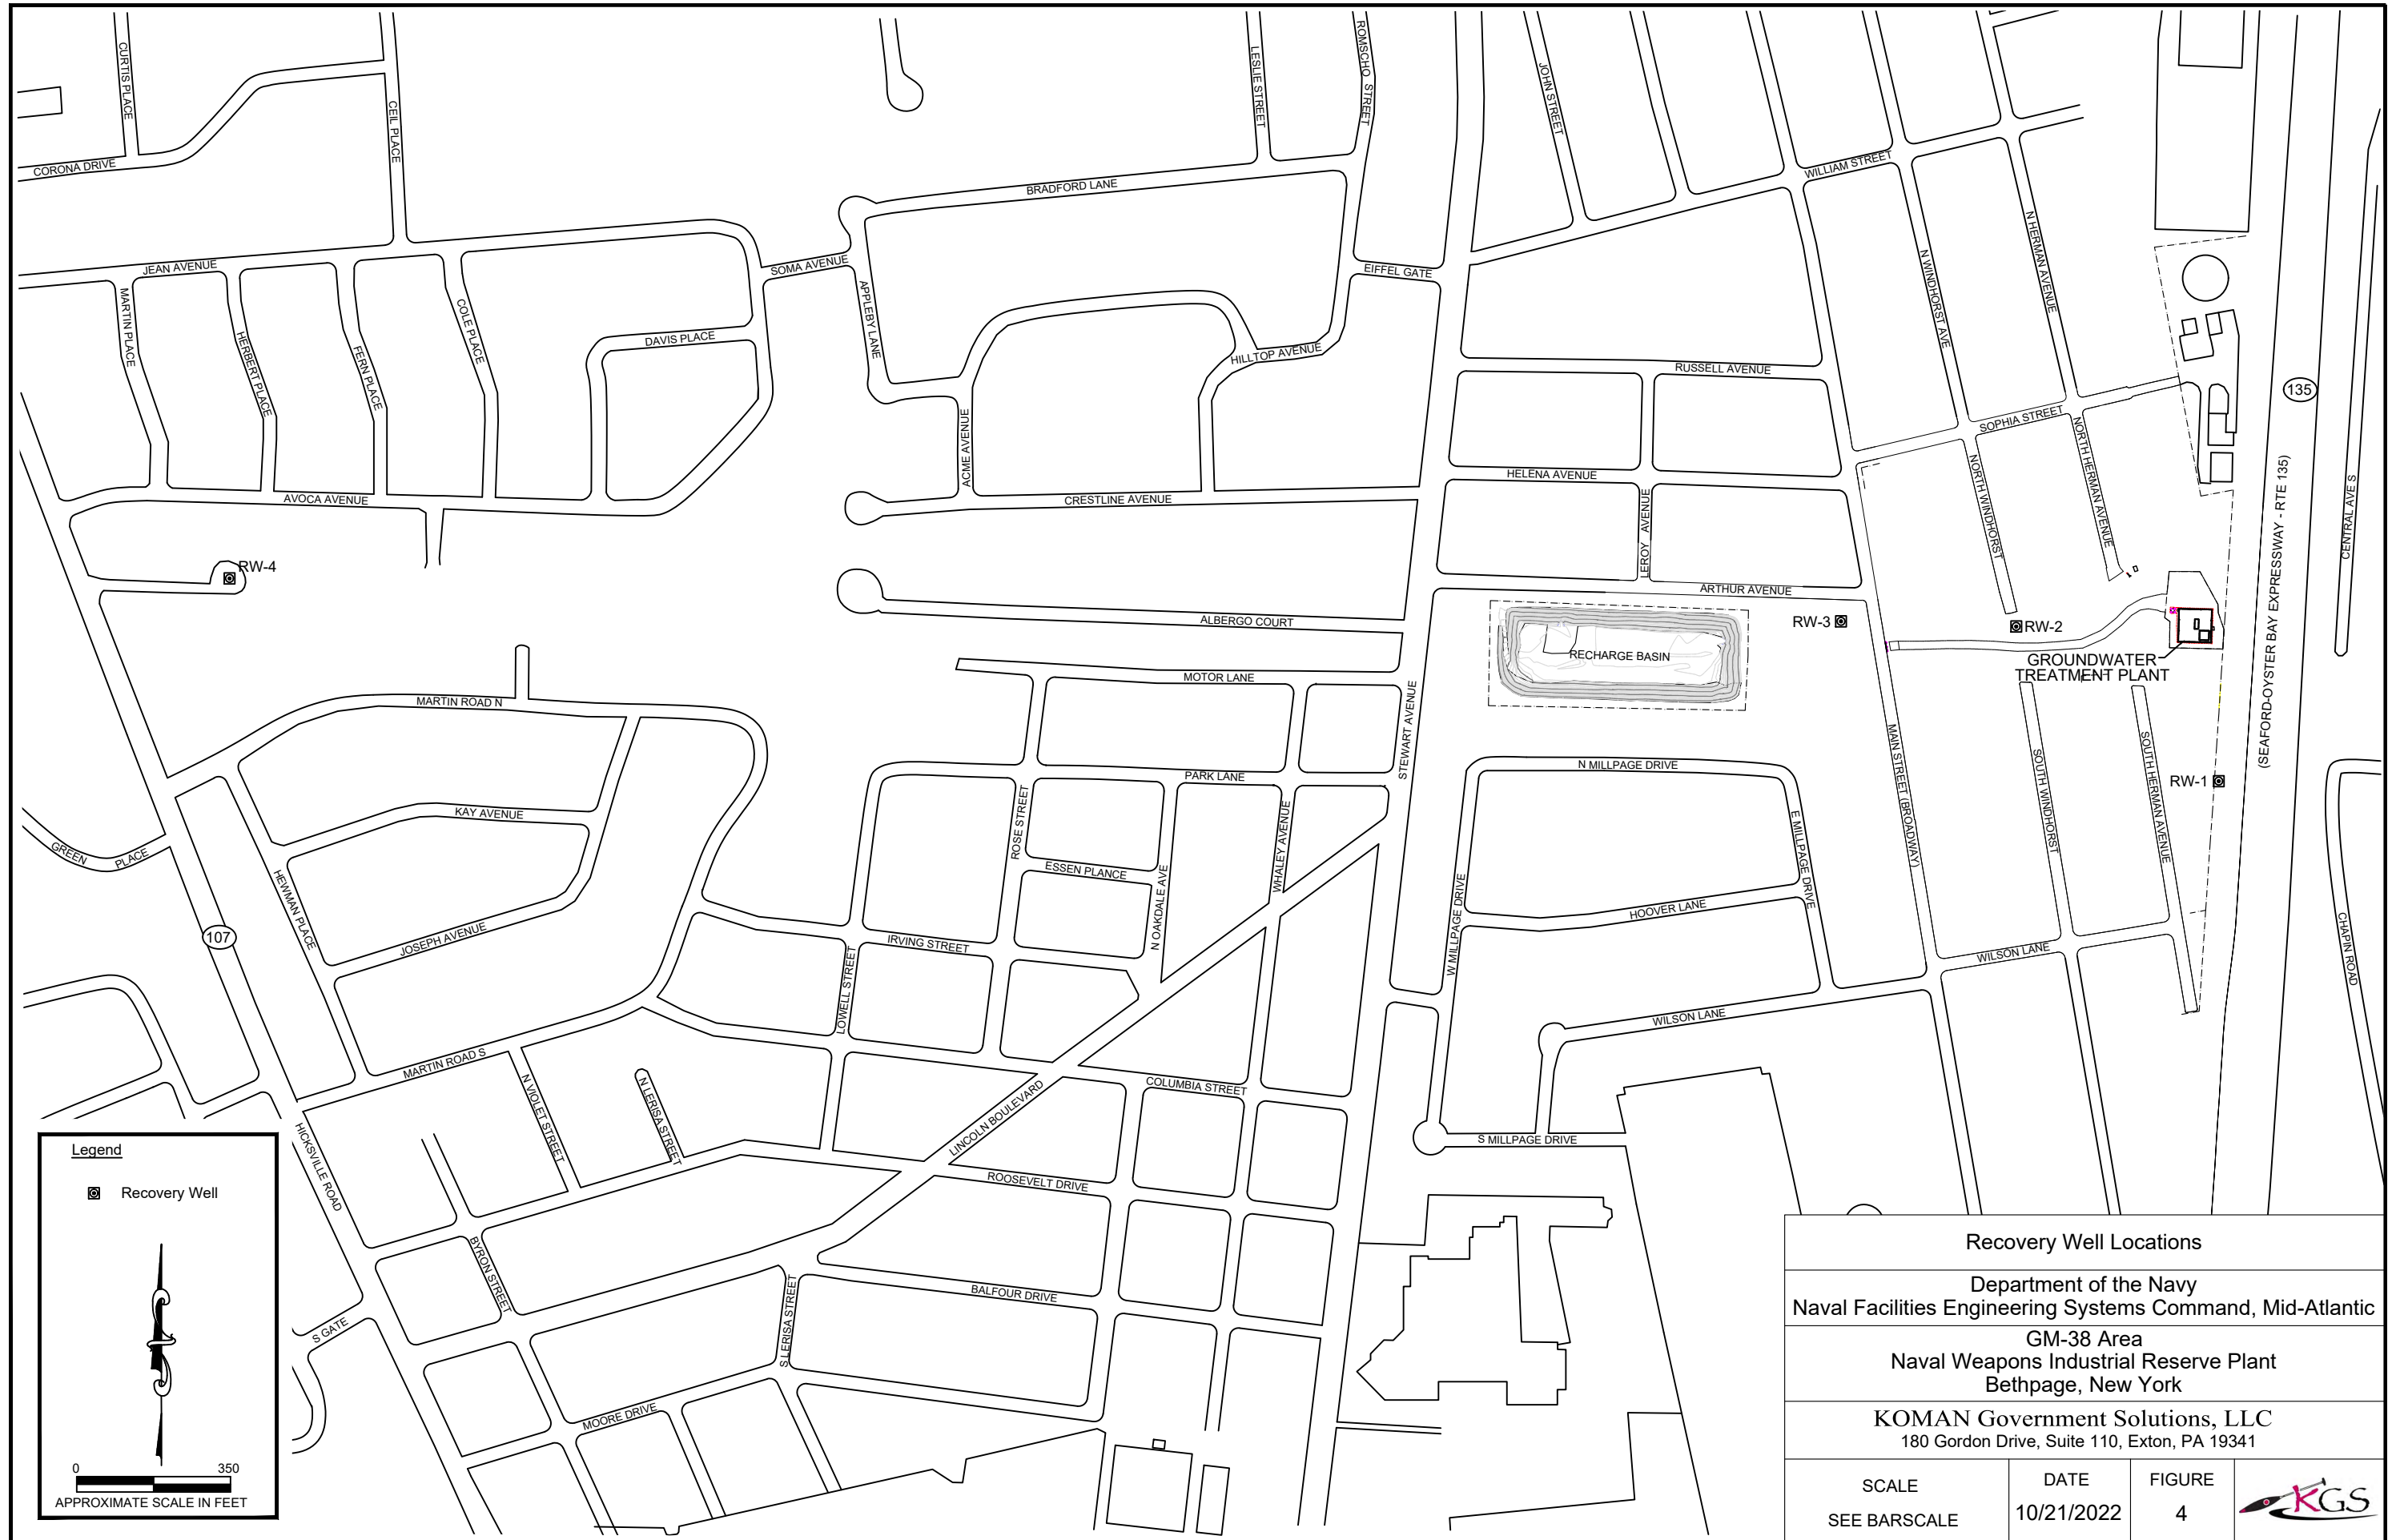 CURTIS PLACE
CORONA DRIVE
CEIL PLACE
LESLIE STREET
ROMSCHO STREET
JOHN STREET
BRADFORD LANE
WILLIAM STREET
N HERMAN AVENUE
N WINDHORST AVE
JEAN AVENUE
SOMA AVENUE
EIFFEL GATE
MARTIN PLACE
HERBERT PLACE
FERN PLACE
COLE PLACE
DAVIS PLACE
APPLEBY LANE
HILLTOP AVENUE
RUSSELL AVENUE
135
SOPHIA STREET
ACME AVENUE
AVOCA AVENUE
CRESTLINE AVENUE
HELENA AVENUE
LEROY AVENUE
NORTH WINDHORST
NORTH HERMAN AVENUE
(SEAFORD-OYSTER BAY EXPRESSWAY - RTE 135)
CENTRAL AVE S
RW-4
ARTHUR AVENUE
ALBERGO COURT
RW-3
RW-2
RECHARGE BASIN
GROUNDWATER
TREATMENT PLANT
MOTOR LANE
MARTIN ROAD N
STEWART AVENUE
MAIN STREET (BROADWAY)
SOUTH WINDHORST
SOUTH HERMAN AVENUE
RW-1
N MILLPAGE DRIVE
PARK LANE
KAY AVENUE
ROSE STREET
WHALEY AVENUE
E MILLPAGE DRIVE
GREEN PLACE
ESSEN PLANCE
HEWMAN PLACE
N OAKDALE AVE
W MILLPAGE DRIVE
HOOVER LANE
CHAPIN ROAD
107
JOSEPH AVENUE
IRVING STREET
LOWELL STREET
WILSON LANE
WILSON LANE
MARTIN ROAD S
N VIOLET STREET
N LERISA STREET
COLUMBIA STREET
LINCOLN BOULEVARD
S MILLPAGE DRIVE
HICKSVILLE ROAD
ROOSEVELT DRIVE
BYRON STREET
S LERISA STREET
BALFOUR DRIVE
S GATE
MOORE DRIVE
Legend
Recovery Well
0 350
APPROXIMATE SCALE IN FEET
Recovery Well Locations
Department of the Navy
Naval Facilities Engineering Systems Command, Mid-Atlantic
GM-38 Area
Naval Weapons Industrial Reserve Plant
Bethpage, New York
KOMAN Government Solutions, LLC
180 Gordon Drive, Suite 110, Exton, PA 19341
SCALE
SEE BARSCALE
DATE
10/21/2022
FIGURE
4
KGS